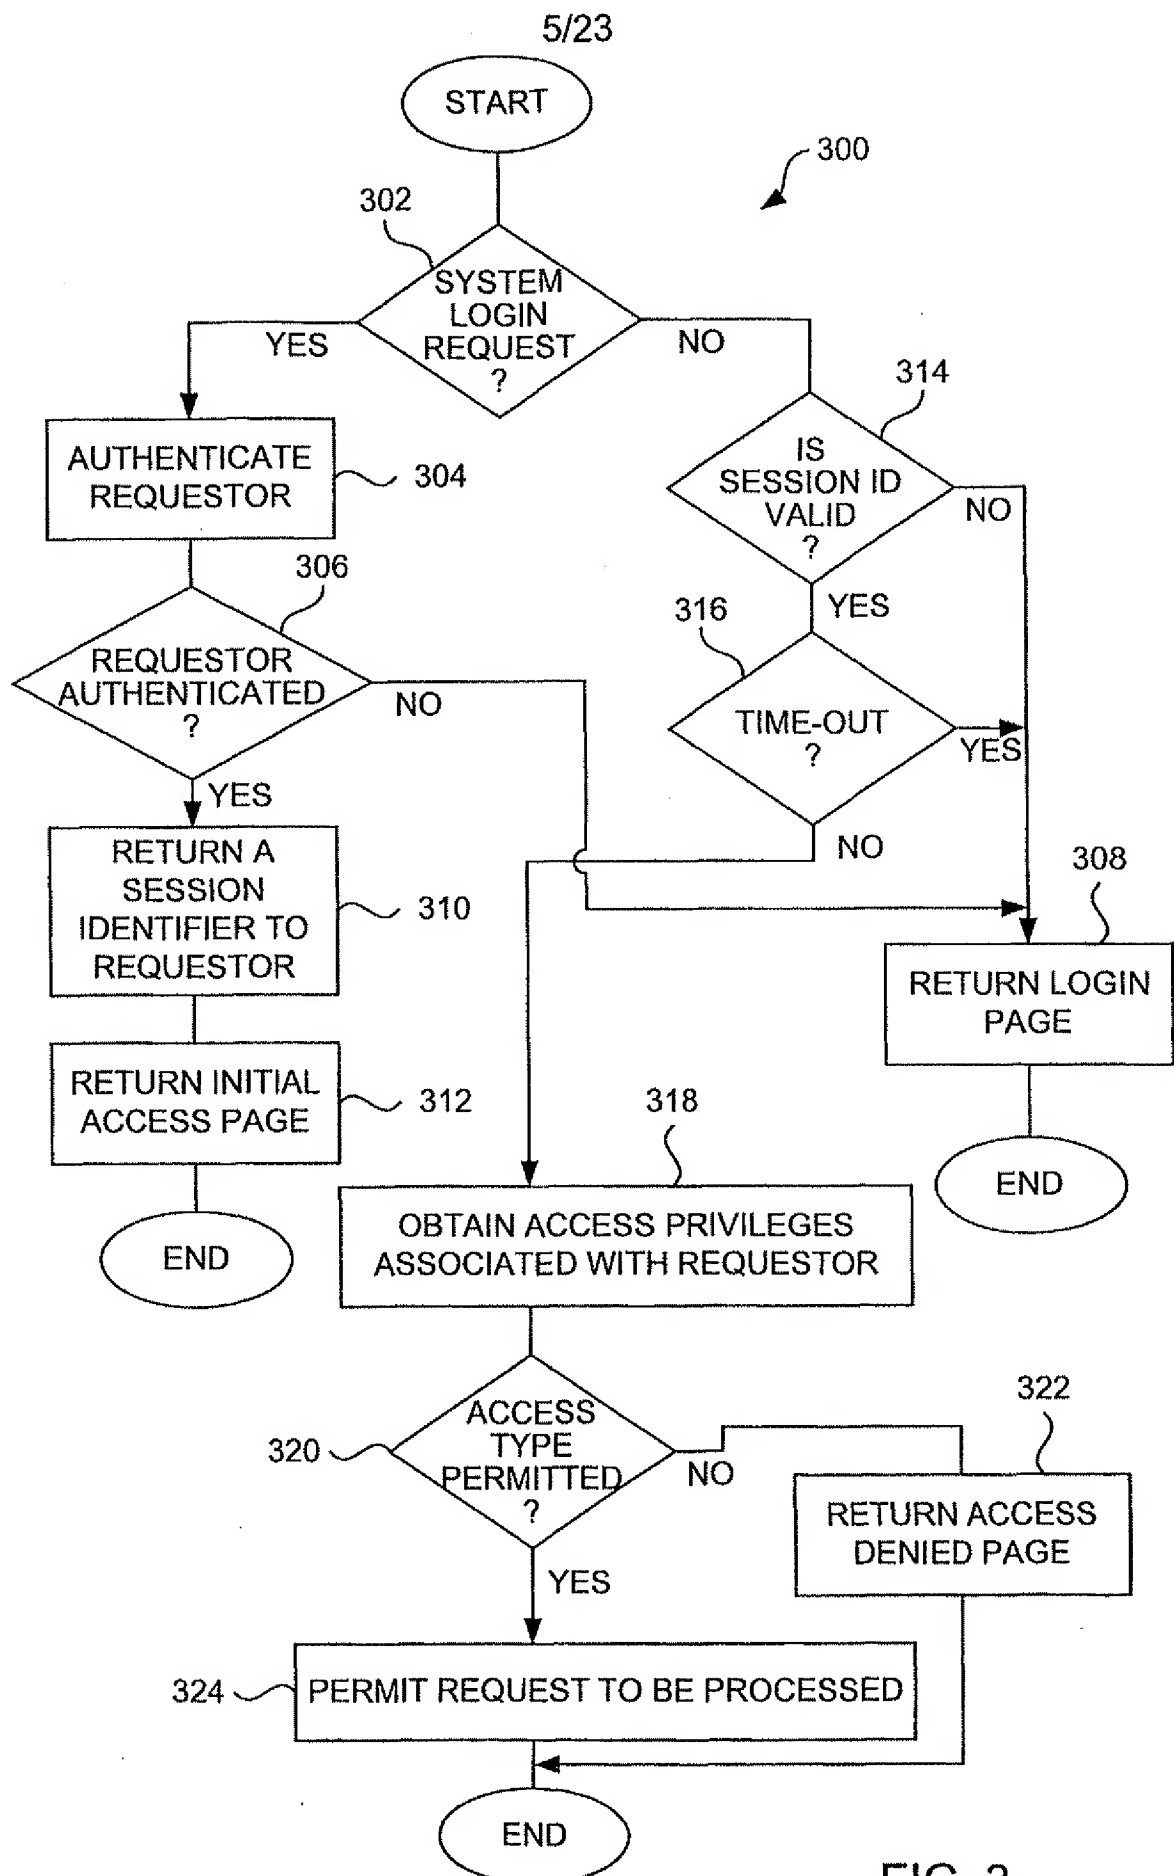 5/23
START
300
302
SYSTEM
LOGIN
REQUEST
?
YES
NO
314
AUTHENTICATE
REQUESTOR
304
IS
SESSION ID
VALID
?
NO
306
YES
316
REQUESTOR
AUTHENTICATED
?
NO
TIME-OUT
?
YES
YES
NO
RETURN A
SESSION
IDENTIFIER TO
REQUESTOR
310
308
RETURN LOGIN
PAGE
RETURN INITIAL
ACCESS PAGE
312
318
END
OBTAIN ACCESS PRIVILEGES
ASSOCIATED WITH REQUESTOR
END
320
ACCESS
TYPE
PERMITTED
?
NO
322
RETURN ACCESS
DENIED PAGE
YES
324
PERMIT REQUEST TO BE PROCESSED
END